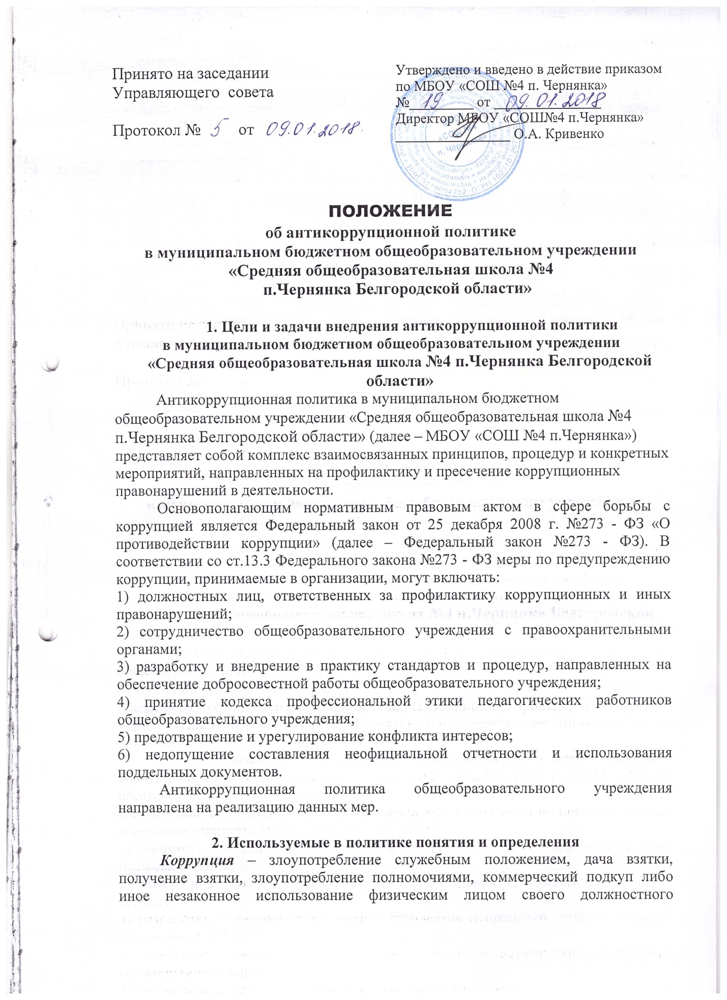 Принято на заседании
Управляющего совета
Протокол № 5 от 09.01.2018.
Утверждено и введено в действие приказом
по МБОУ «СОШ №4 п. Чернянка»
№ 19 от 09.01.2018
Директор МБОУ «СОШ№4 п.Чернянка»
О.А. Кривенко
ПОЛОЖЕНИЕ
об антикоррупционной политике
в муниципальном бюджетном общеобразовательном учреждении
«Средняя общеобразовательная школа №4
п.Чернянка Белгородской области»
1. Цели и задачи внедрения антикоррупционной политики
в муниципальном бюджетном общеобразовательном учреждении
«Средняя общеобразовательная школа №4 п.Чернянка Белгородской
области»
Антикоррупционная политика в муниципальном бюджетном
общеобразовательном учреждении «Средняя общеобразовательная школа №4
п.Чернянка Белгородской области» (далее – МБОУ «СОШ №4 п.Чернянка»)
представляет собой комплекс взаимосвязанных принципов, процедур и конкретных
мероприятий, направленных на профилактику и пресечение коррупционных
правонарушений в деятельности.
Основополагающим нормативным правовым актом в сфере борьбы с
коррупцией является Федеральный закон от 25 декабря 2008 г. №273 - ФЗ «О
противодействии коррупции» (далее – Федеральный закон №273 - ФЗ). В
соответствии со ст.13.3 Федерального закона №273 - ФЗ меры по предупреждению
коррупции, принимаемые в организации, могут включать:
1) должностных лиц, ответственных за профилактику коррупционных и иных
правонарушений;
2) сотрудничество общеобразовательного учреждения с правоохранительными
органами;
3) разработку и внедрение в практику стандартов и процедур, направленных на
обеспечение добросовестной работы общеобразовательного учреждения;
4) принятие кодекса профессиональной этики педагогических работников
общеобразовательного учреждения;
5) предотвращение и урегулирование конфликта интересов;
6) недопущение составления неофициальной отчетности и использования
поддельных документов.
Антикоррупционная политика общеобразовательного учреждения
направлена на реализацию данных мер.
2. Используемые в политике понятия и определения
Коррупция – злоупотребление служебным положением, дача взятки,
получение взятки, злоупотребление полномочиями, коммерческий подкуп либо
иное незаконное использование физическим лицом своего должностного